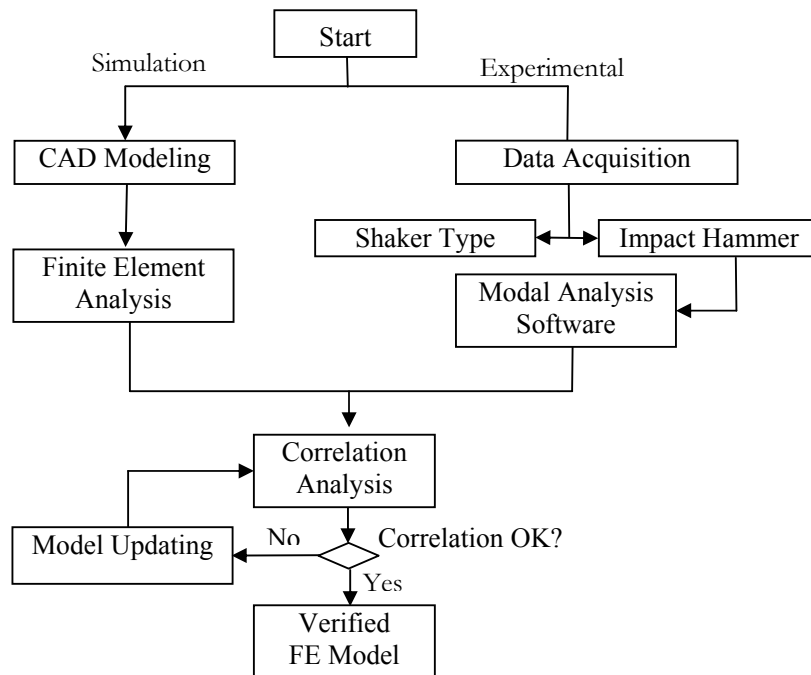 Start
Simulation
Experimental
CAD Modeling
Data Acquisition
Shaker Type
Impact Hammer
Finite Element
Analysis
Modal Analysis
Software
Correlation
Analysis
Model Updating
No
Correlation OK?
Yes
Verified
FE Model